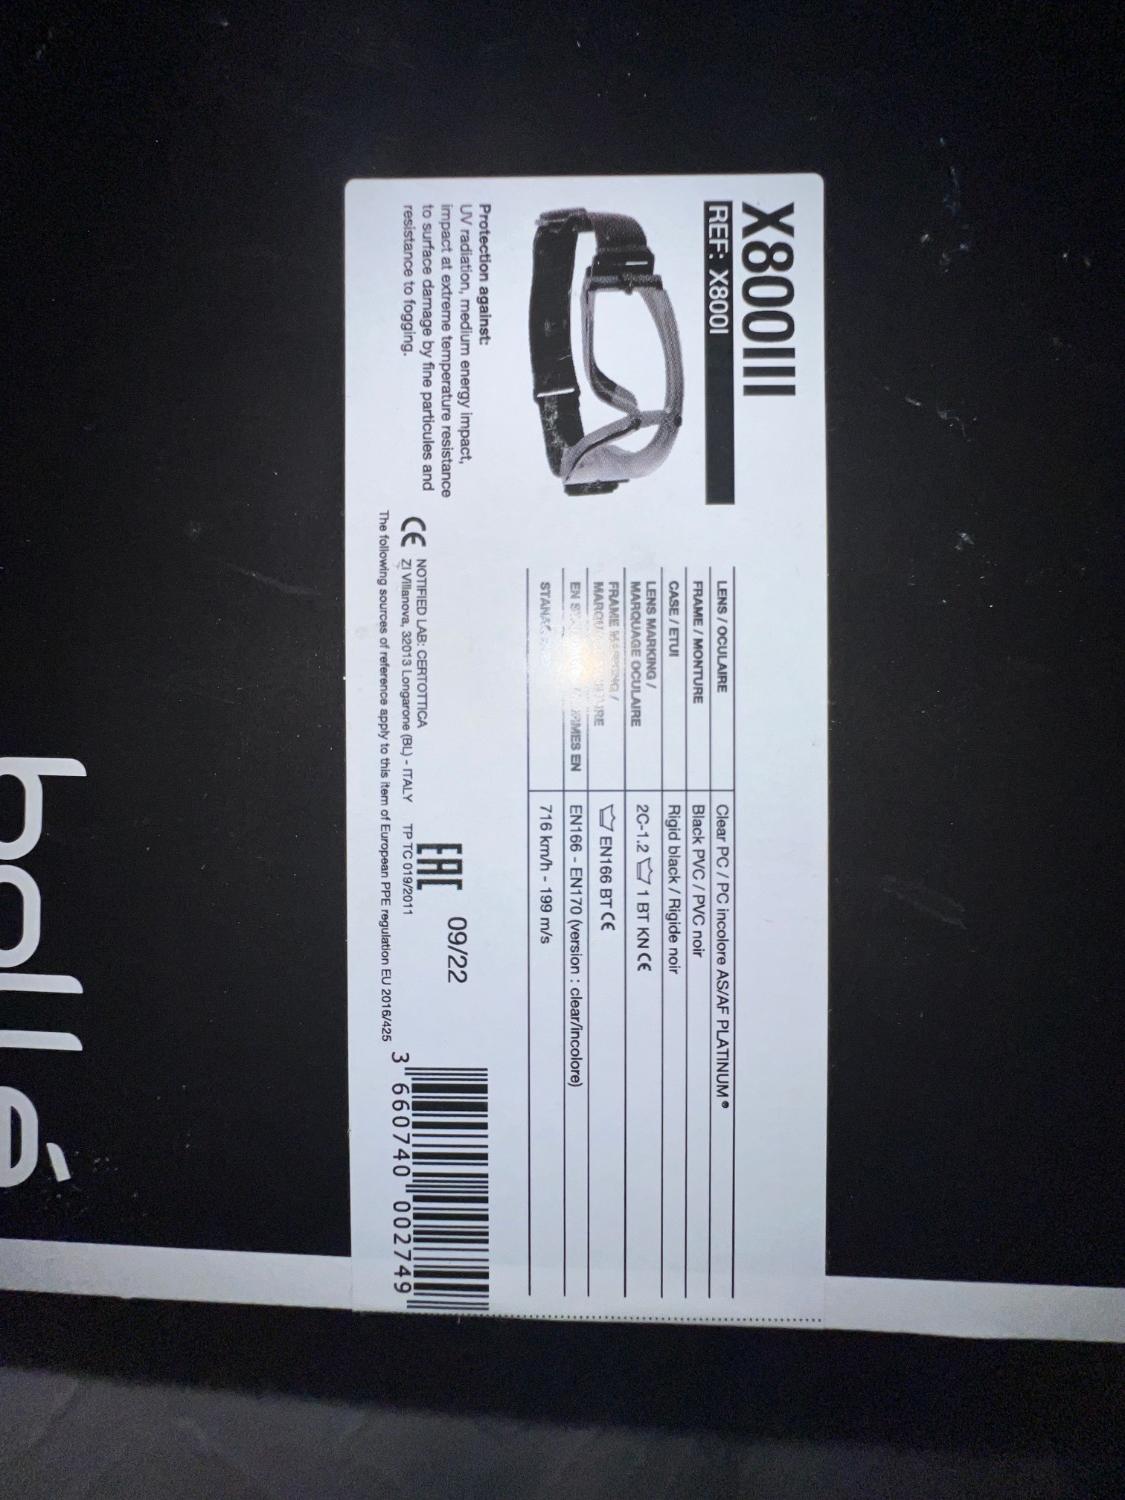 X800III
REF: X800I
Protection against:
UV radiation, medium energy impact,
impact at extreme temperature resistance
to surface damage by fine particules and
resistance to fogging.
LENS / OCULAIRE Clear PC / PC incolore AS/AF PLATINUM®
FRAME / MONTURE Black PVC / PVC noir
CASE / ETUI Rigid black / Rigide noir
LENS MARKING /
MARQUAGE OCULAIRE 2C-1.2 1 BT KN CE
FRAME /
EN166 BT CE
EN EN EN166 - EN170 (version : clear/incolore)
716 km/h - 199 m/s
CE NOTIFIED LAB: CERTOTTICA
ZI Villanova, 32013 Longarone (BL) - ITALY
EAC
TP TC 019/2011
09/22
The following sources of reference apply to this item of European PPE regulation EU 2016/425
3 660740 002749
bollé